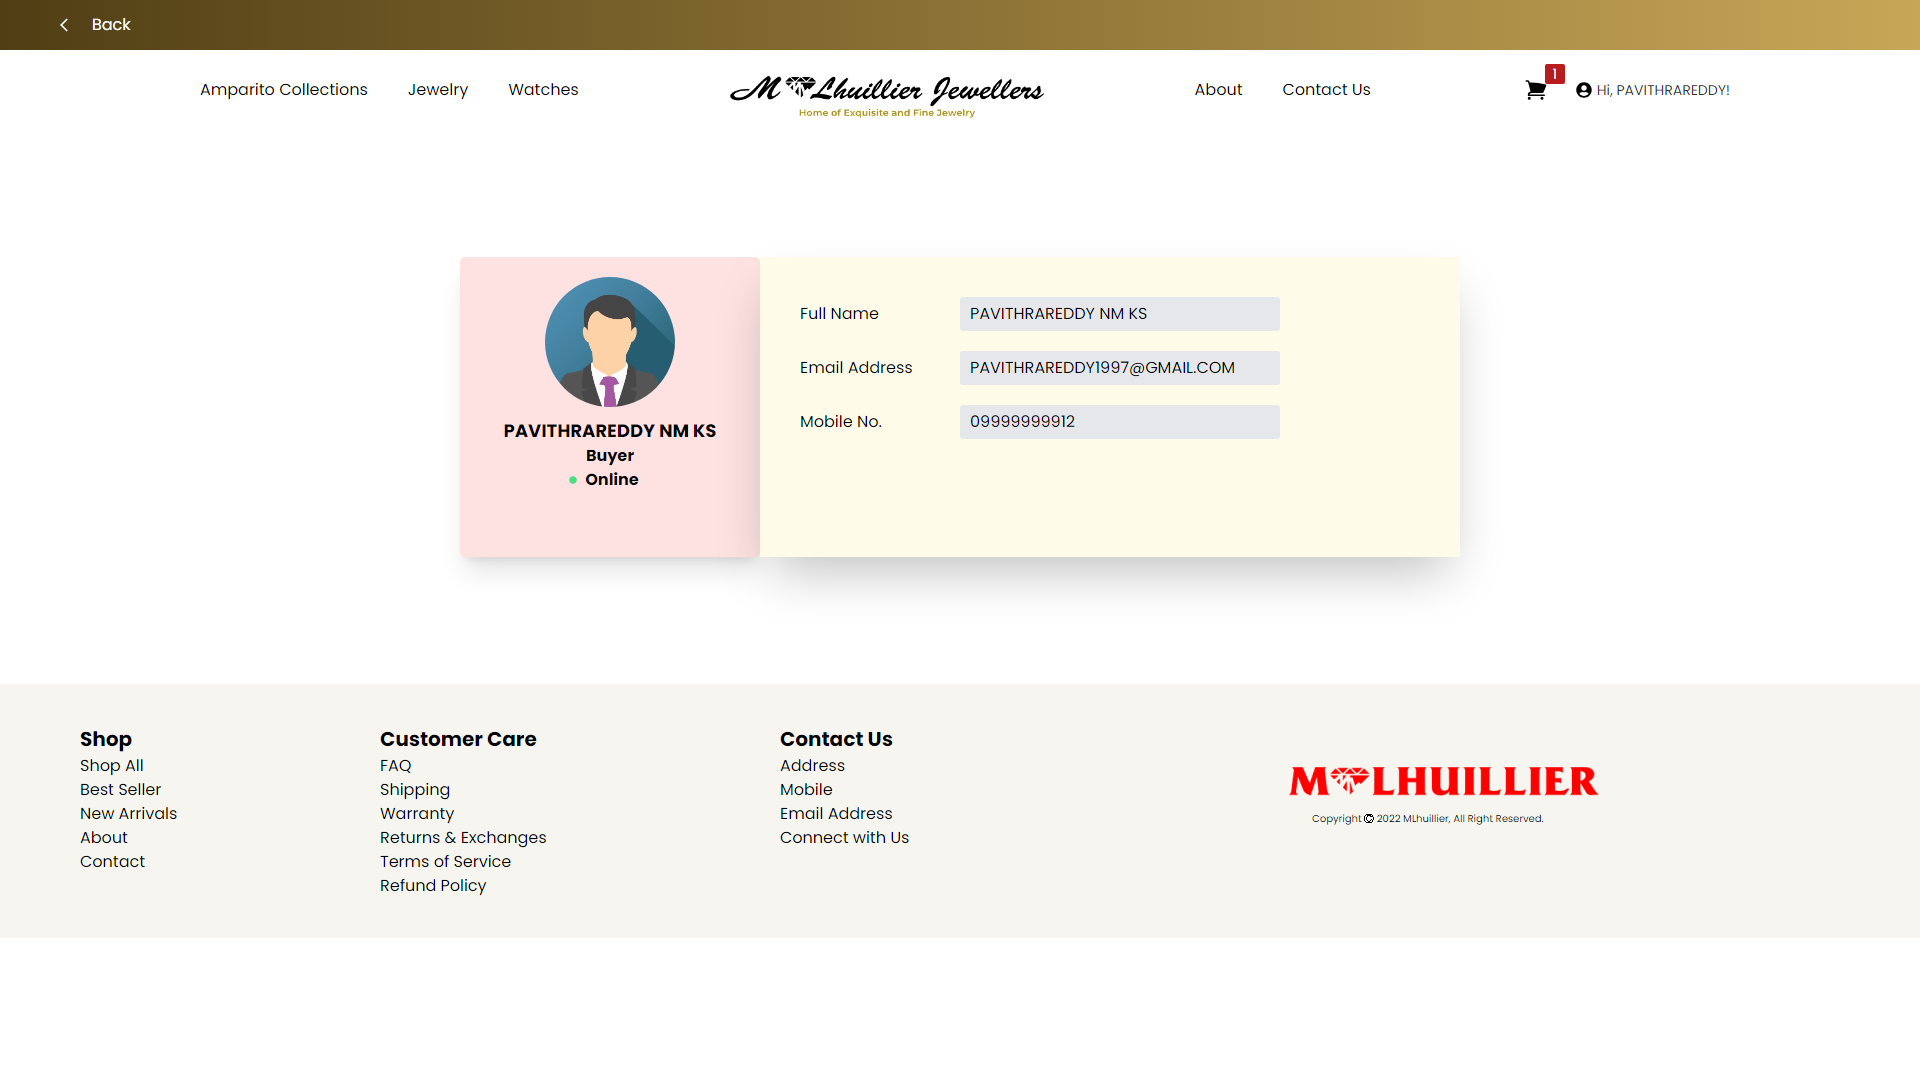 Back
Amparito Collections
Jewelry
Watches
M Lhuillier Jewellers
Home of Exquisite and Fine Jewelry
About
Contact Us
1
Hi, PAVITHRAREDDY!
PAVITHRAREDDY NM KS
Buyer
Online
Full Name
PAVITHRAREDDY NM KS
Email Address
PAVITHRAREDDY1997@GMAIL.COM
Mobile No.
09999999912
Shop
Shop All
Best Seller
New Arrivals
About
Contact
Customer Care
FAQ
Shipping
Warranty
Returns & Exchanges
Terms of Service
Refund Policy
Contact Us
Address
Mobile
Email Address
Connect with Us
M LHUILLIER
Copyright © 2022 MLhuillier, All Right Reserved.